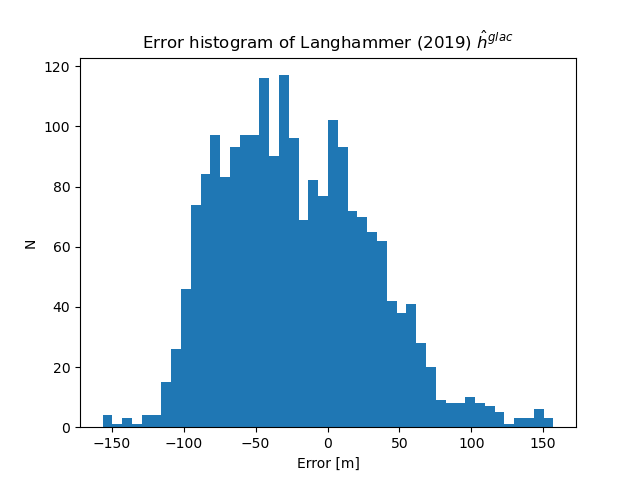 Error histogram of Langhammer (2019) $\hat{h}^{glac}$
120
100
80
60
40
20
0
N
−150 −100 −50 0 50 100 150
Error [m]